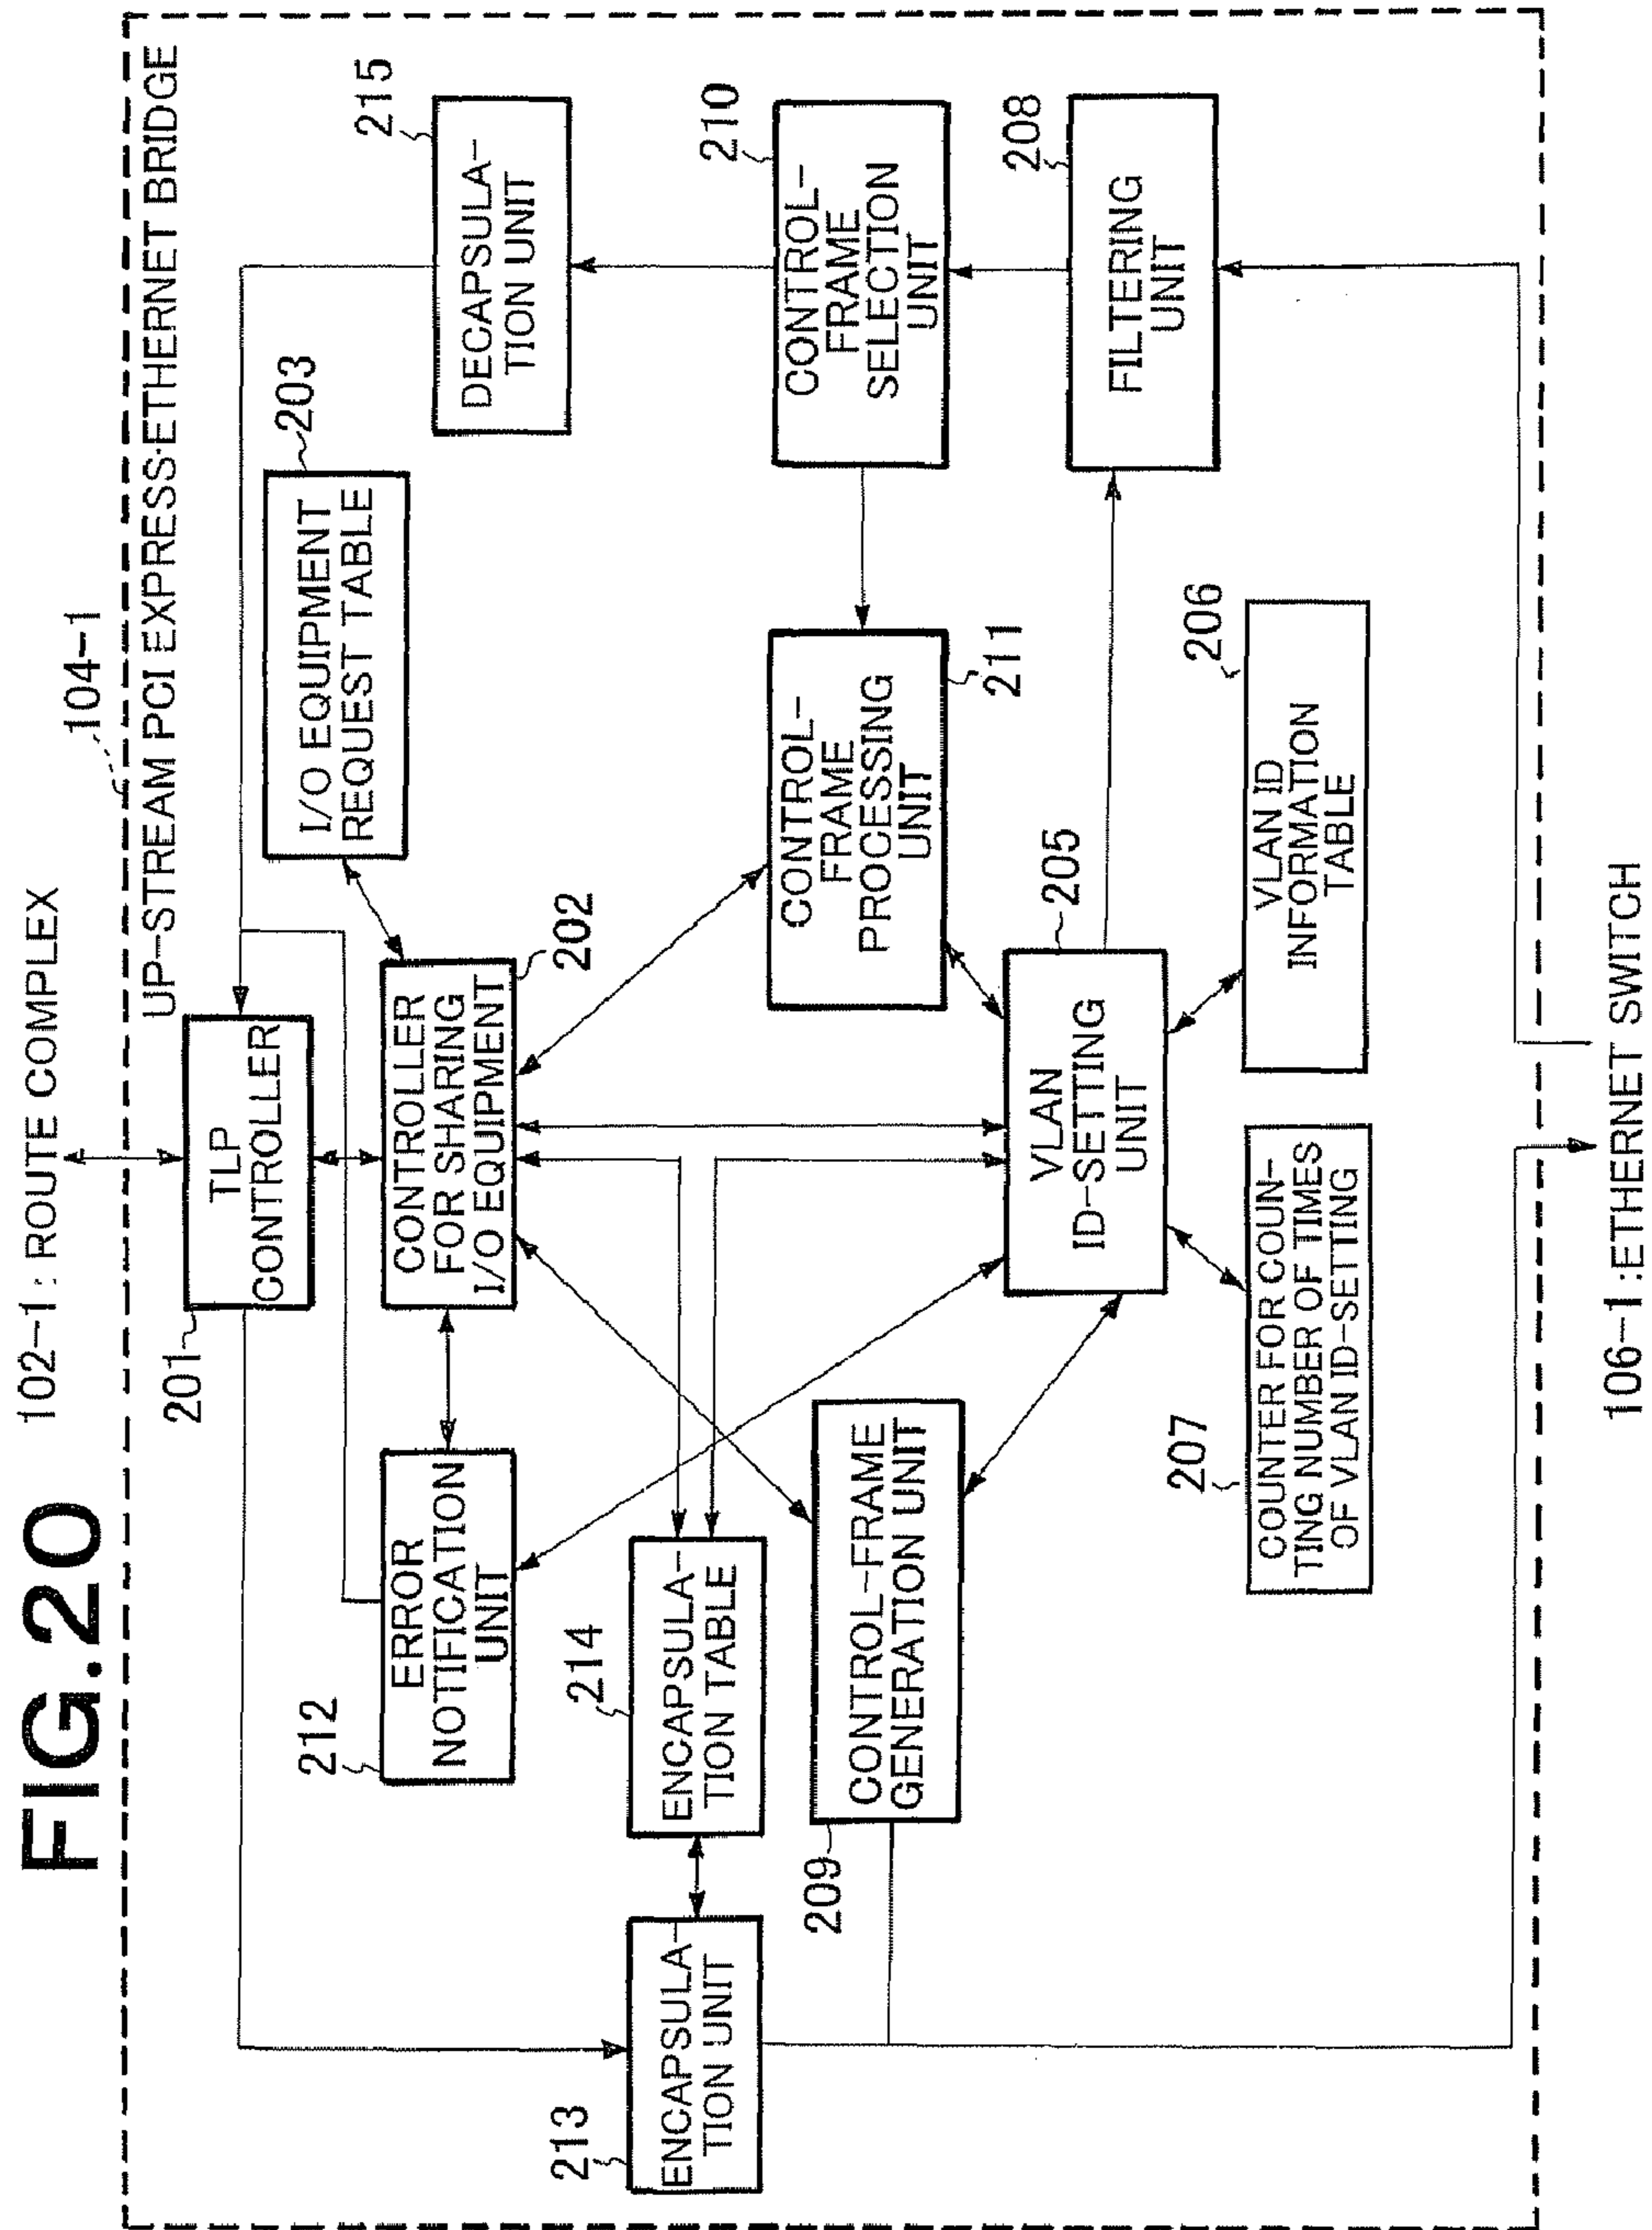 FIG.20
102-1: ROUTE COMPLEX
104-1
UP-STREAM PCI EXPRESS·ETHERNET BRIDGE
201
TLP
CONTROLLER
203
I/O EQUIPMENT
REQUEST TABLE
215
DECAPSULA-
TION UNIT
212
ERROR
NOTIFICATION
UNIT
CONTROLLER
FOR SHARING
I/O EQUIPMENT
202
213
ENCAPSULA-
TION UNIT
214
ENCAPSULA-
TION TABLE
209
CONTROL-FRAME
GENERATION UNIT
CONTROL-
FRAME
PROCESSING
UNIT
211
210
CONTROL-
FRAME
SELECTION
UNIT
205
VLAN
ID-SETTING
UNIT
208
FILTERING
UNIT
207
COUNTER FOR COUN-
TING NUMBER OF TIMES
OF VLAN ID-SETTING
206
VLAN ID
INFORMATION
TABLE
106-1:ETHERNET SWITCH